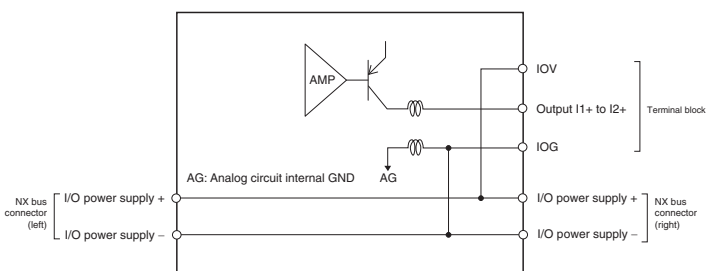 AMP
IOV
Output I1+ to I2+
Terminal block
IOG
AG: Analog circuit internal GND
AG
NX bus
connector
(left)
I/O power supply +
I/O power supply −
I/O power supply +
I/O power supply −
NX bus
connector
(right)